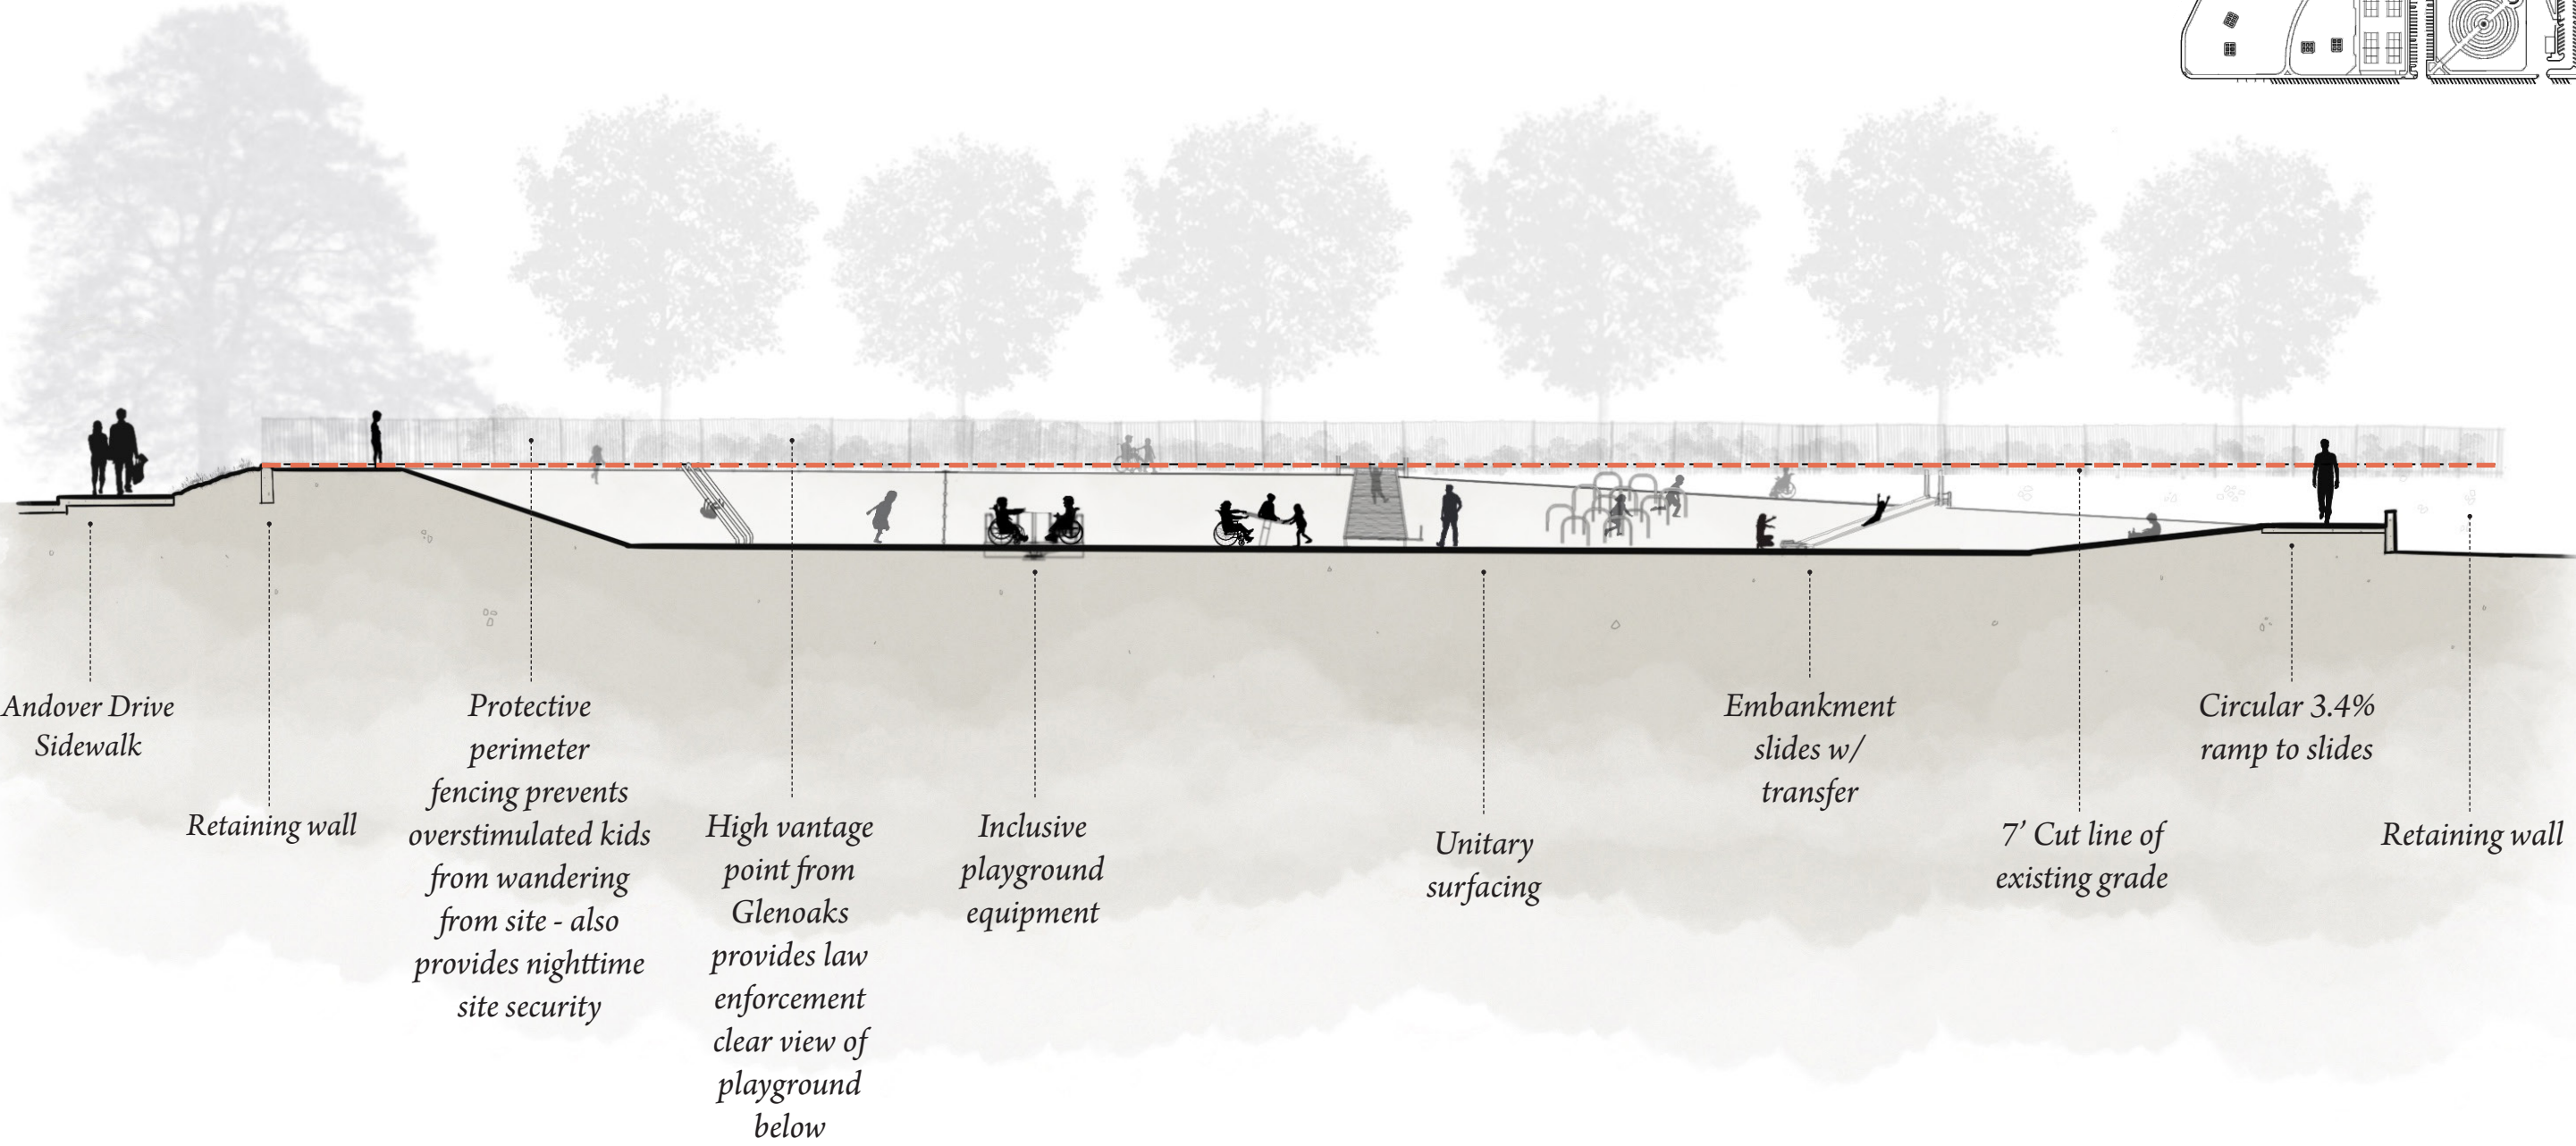 Andover Drive
Sidewalk
Retaining wall
Protective
perimeter
fencing prevents
overstimulated kids
from wandering
from site - also
provides nighttime
site security
High vantage
point from
Glenoaks
provides law
enforcement
clear view of
playground
below
Inclusive
playground
equipment
Unitary
surfacing
Embankment
slides w/
transfer
7’ Cut line of
existing grade
Circular 3.4%
ramp to slides
Retaining wall